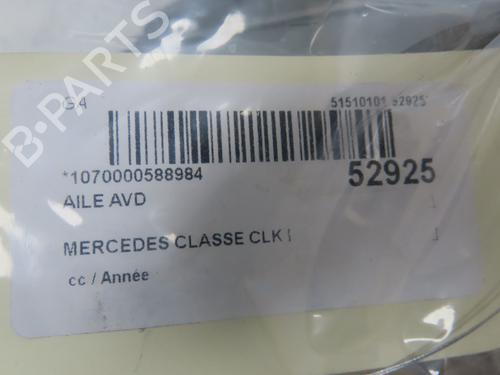 G4 51510101 52925
*1070000588984 52925
AILE AVD
MERCEDES CLASSE CLK I
cc / Année
B-PARTS